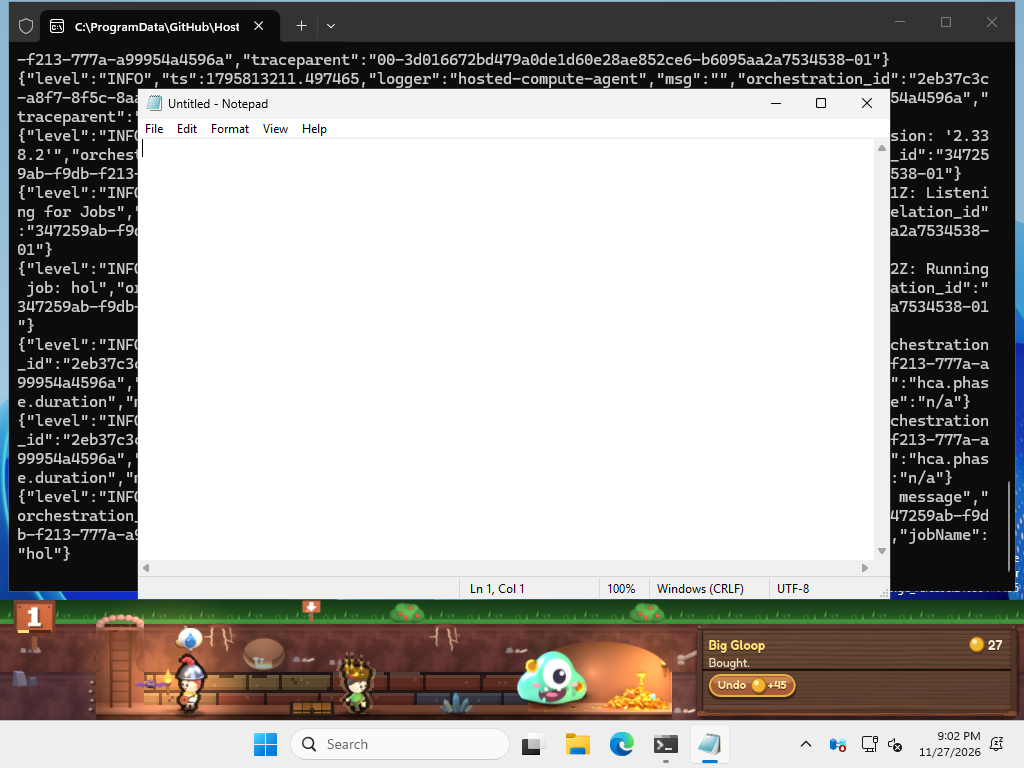 C:\ProgramData\GitHub\Host
-f213-777a-a99954a4596a","traceparent":"00-3d016672bd479a0de1d60e28ae852ce6-b6095aa2a7534538-01"}
{"level":"INFO","ts":1795813211.497465,"logger":"hosted-compute-agent","msg":"","orchestration_id":"2eb37c3c
-a8f7-8f5c-8aa 54a4596a","
traceparent":"
{"level":"INFO sion: '2.33
8.2'","orchest _id":"34725
9ab-f9db-f213- 538-01"}
{"level":"INFO 1Z: Listeni
ng for Jobs"," elation_id"
:"347259ab-f9d a2a7534538-
01"}
{"level":"INFO 2Z: Running
job: hol","or ation_id":"
347259ab-f9db- a7534538-01
"}
{"level":"INFO chestration
_id":"2eb37c3c f213-777a-a
99954a4596a"," ":"hca.phas
e.duration","m e":"n/a"}
{"level":"INFO chestration
_id":"2eb37c3c f213-777a-a
99954a4596a"," ":"hca.phas
e.duration","m :"n/a"}
{"level":"INFO message","
orchestration_ 47259ab-f9d
b-f213-777a-a9 ,"jobName":
"hol"}
Untitled - Notepad
File Edit Format View Help
Ln 1, Col 1 100% Windows (CRLF) UTF-8
1
Big Gloop 27
Bought.
Undo +45
Search
9:02 PM
11/27/2026